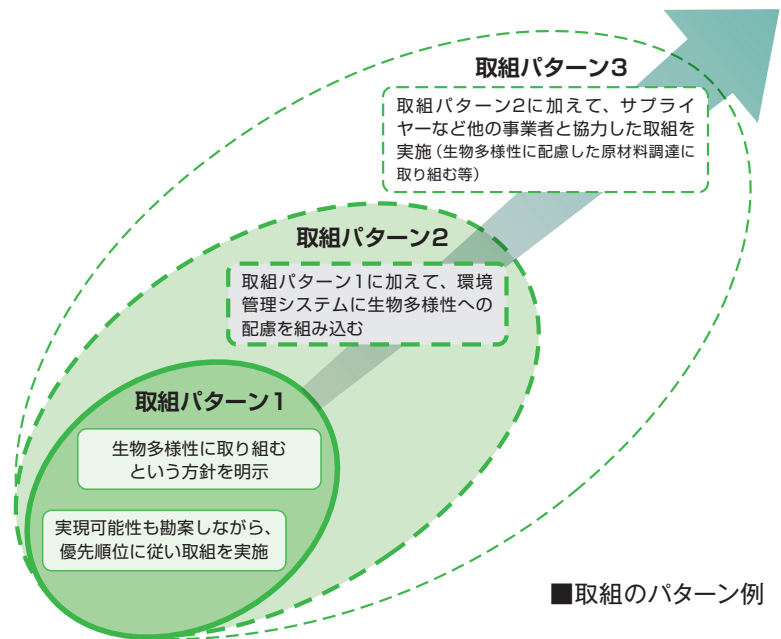 取組パターン3
取組パターン2に加えて、サプライ
ヤーなど他の事業者と協力した取組を
実施（生物多様性に配慮した原材料調達に
取り組む等）
取組パターン2
取組パターン1に加えて、環境
管理システムに生物多様性への
配慮を組み込む
取組パターン1
生物多様性に取り組む
という方針を明示
実現可能性も勘案しながら、
優先順位に従い取組を実施
■取組のパターン例